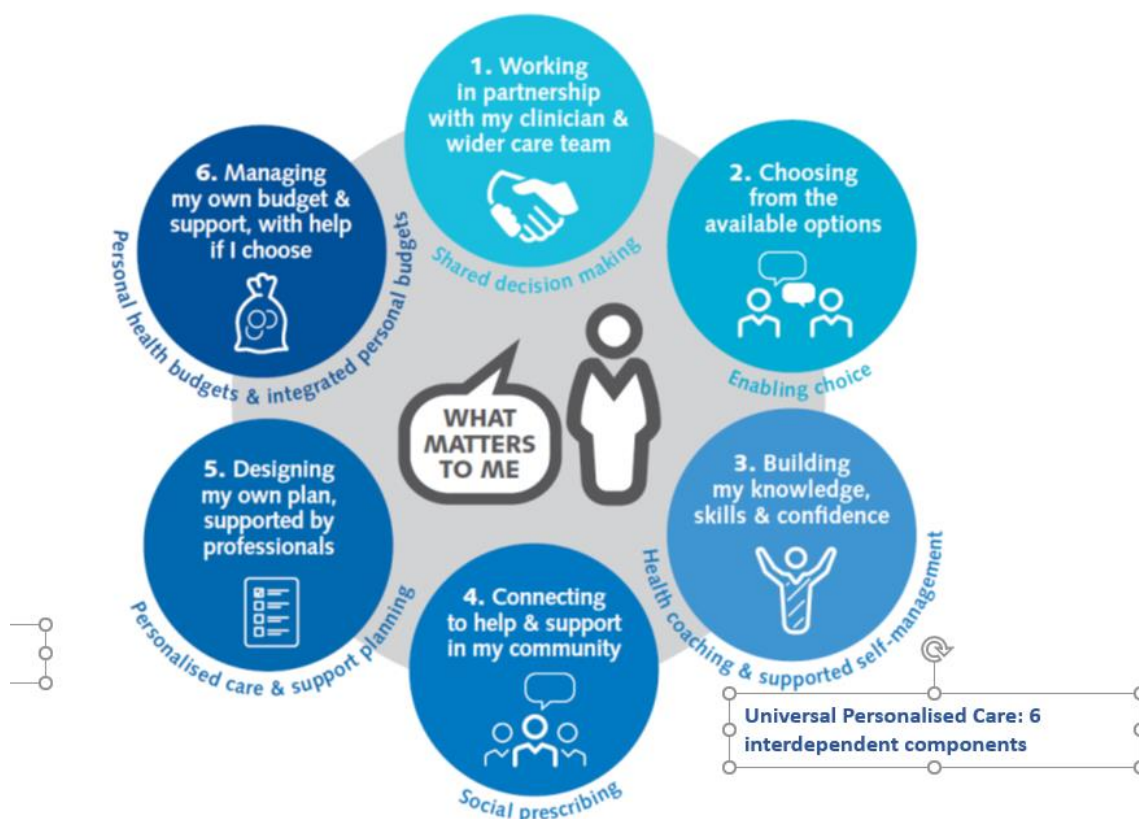 1. Working
in partnership
with my clinician &
wider care team
Shared decision making
2. Choosing
from the
available options
Enabling choice
3. Building
my knowledge,
skills & confidence
Health coaching & supported self-management
4. Connecting
to help & support
in my community
Social prescribing
5. Designing
my own plan,
supported by
professionals
Personalised care & support planning
6. Managing
my own budget &
support, with help
if I choose
Personal health budgets & integrated personal budgets
WHAT
MATTERS
TO ME
Universal Personalised Care: 6
interdependent components